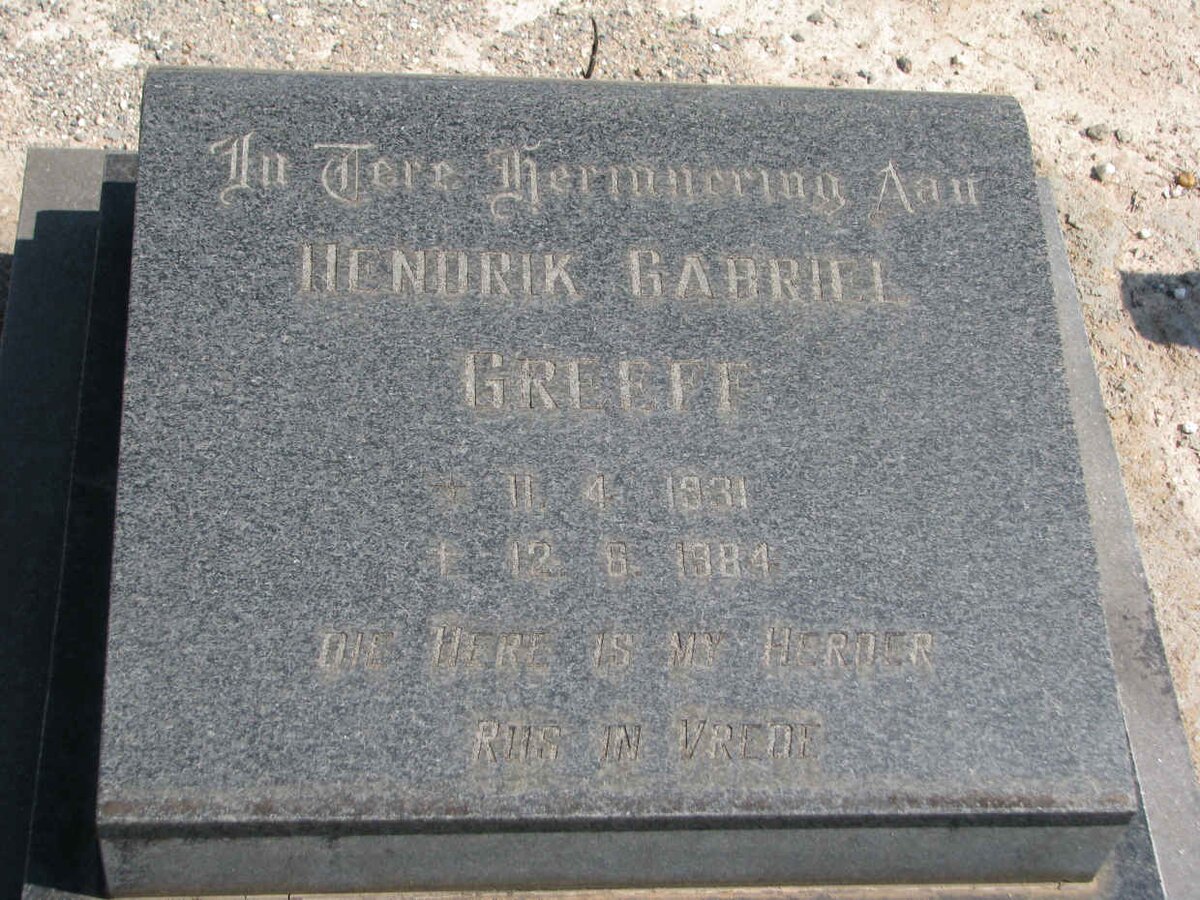 In Tere Herinnering Aan
HENDRIK GABRIEL
GREEFF
* 11. 4. 1931
† 12. 8. 1984
DIE HERE IS MY HERDER
RUS IN VREDE